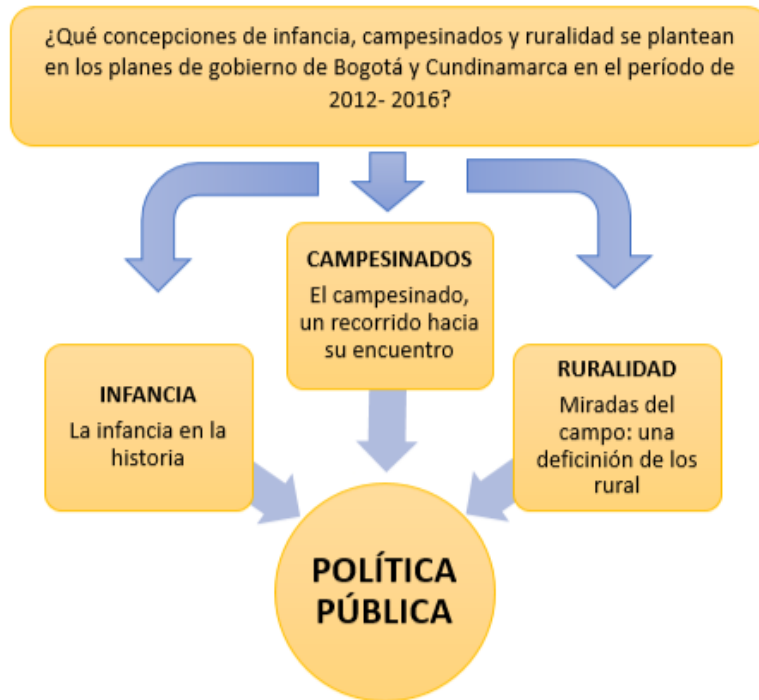 ¿Qué concepciones de infancia, campesinados y ruralidad se plantean
en los planes de gobierno de Bogotá y Cundinamarca en el período de
2012- 2016?
CAMPESINADOS
El campesinado,
un recorrido hacia
su encuentro
INFANCIA
La infancia en la
historia
RURALIDAD
Miradas del
campo: una
deficinión de los
rural
POLÍTICA
PÚBLICA